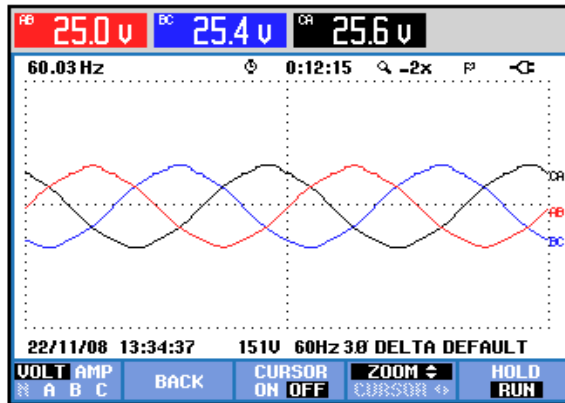 AB 25.0 V BC 25.4 V CA 25.6 V
60.03 Hz 0:12:15 -2x
CA
AB
BC
22/11/08 13:34:37 151V 60Hz 3Ø DELTA DEFAULT
VOLT AMP BACK CURSOR ZOOM HOLD
N A B C ON OFF CURSOR RUN